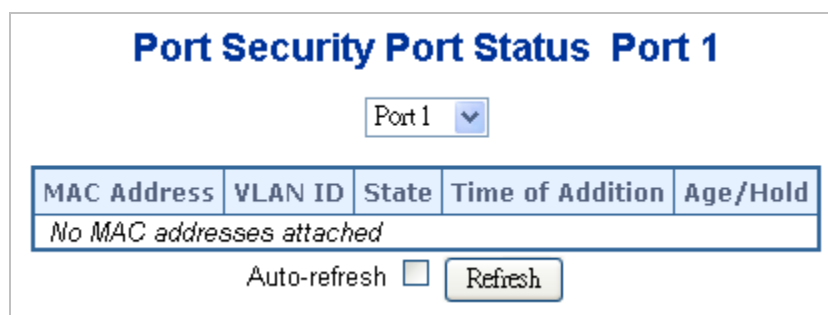 Port Security Port Status Port 1
Port 1
MAC Address VLAN ID State Time of Addition Age/Hold
No MAC addresses attached
Auto-refresh Refresh